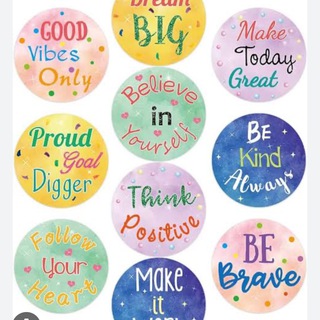 GOOD
Vibes
Only
Dream
BIG
Make
Today
Great
Believe
in
Yourself
Proud
Goal
Digger
BE
Kind
Always
Think
Positive
Follow
Your
Heart
BE
Brave
MAKE
it